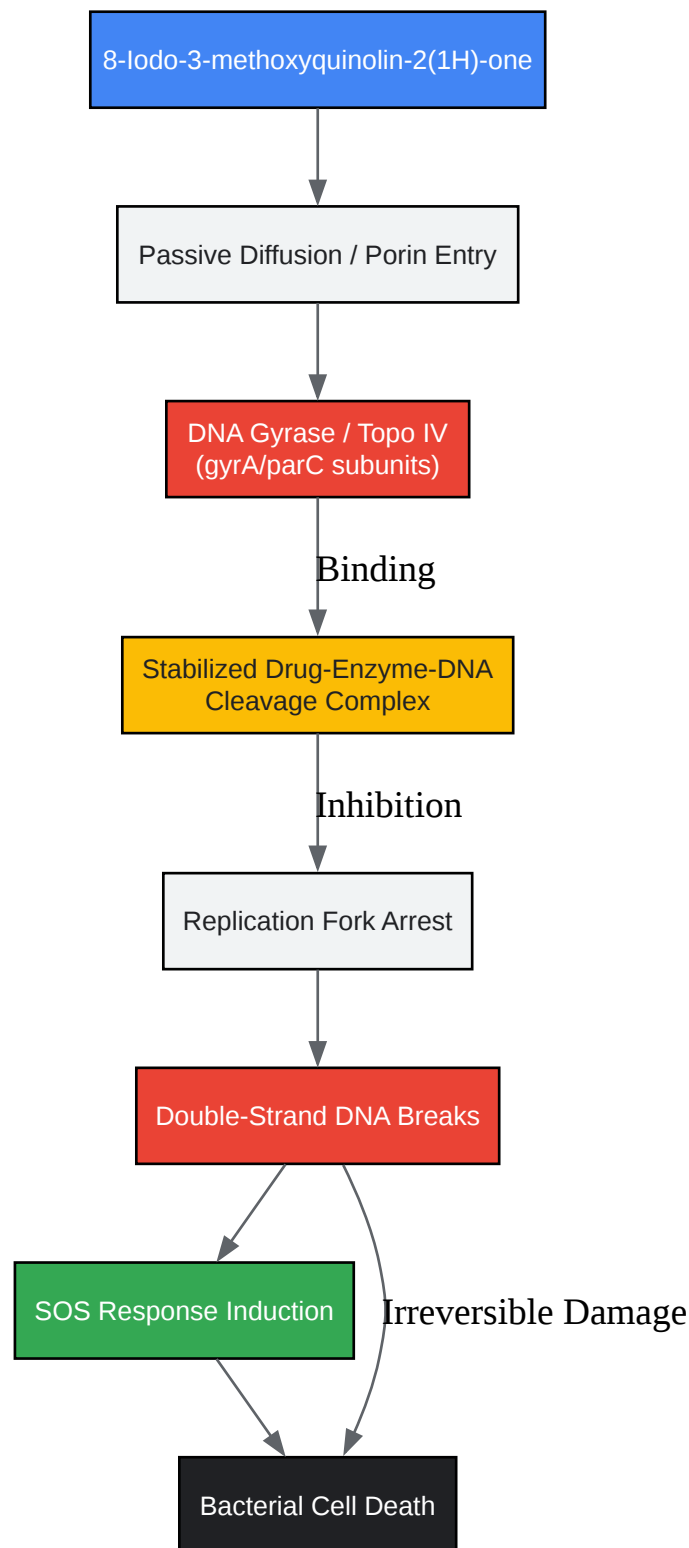 8-Iodo-3-methoxyquinolin-2(1H)-one
Passive Diffusion / Porin Entry
DNA Gyrase / Topo IV
(gyrA/parC subunits)
Binding
Stabilized Drug-Enzyme-DNA
Cleavage Complex
Inhibition
Replication Fork Arrest
Double-Strand DNA Breaks
SOS Response Induction
Irreversible Damage
Bacterial Cell Death